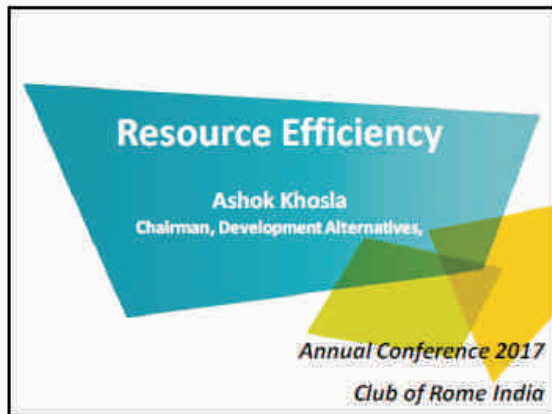 Resource Efficiency
Ashok Khosla
Chairman, Development Alternatives,
Annual Conference 2017
Club of Rome India